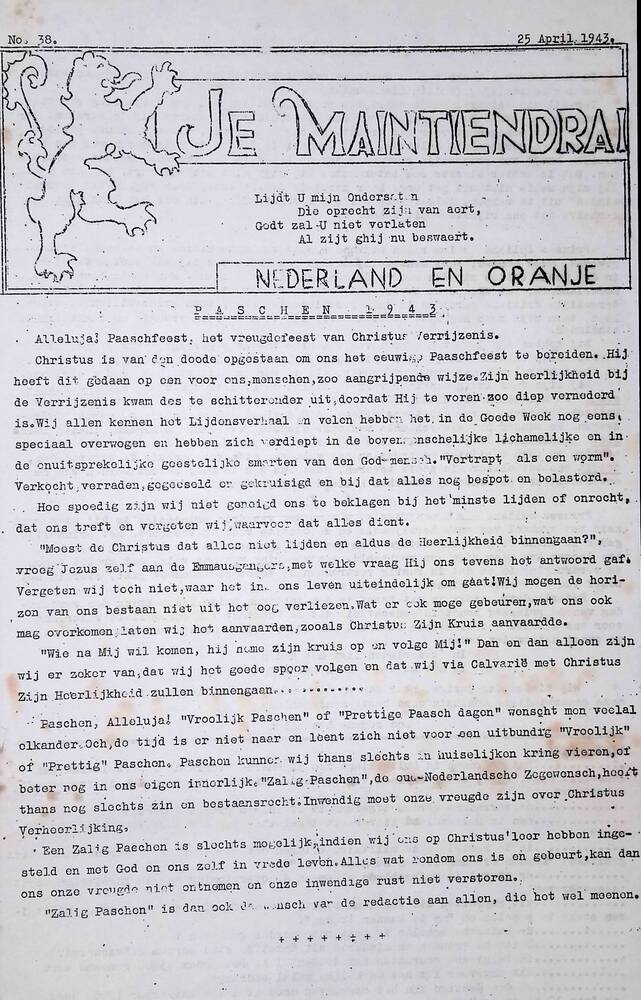 No. 38.
25 April 1943.
JE MAINTIENDRAI
Lijdt U mijn Ondersaten
Die oprecht zijn van aert,
Godt zal U niet verlaten
Al zijt ghij nu beswaert.
NEDERLAND EN ORANJE
P A S C H E N 1 9 4 3
Alleluja! Paaschfeest, het vreugdefeest van Christus Verrijzenis.
Christus is van den doode opgestaan om ons het eeuwige Paaschfeest te bereiden. Hij
heeft dit gedaan op een voor ons,menschen,zoo aangrijpende wijze.Zijn heerlijkheid bij
de Verrijzenis kwam des te schitterender uit,doordat Hij te voren zoo diep vernederd
is.Wij allen kennen het Lijdensverhaal en velen hebben het in de Goede Week nog eens,
speciaal overwogen en hebben zich verdiept in de bovenmenschelijke lichamelijke en in-
de onuitsprekelijke geestelijke smarten van den God-mensch."Vertrapt als een worm".
Verkocht,verraden,gegeeseld en gekruisigd en bij dat alles nog bespot en belasterd.
Hoe spoedig zijn wij niet geneigd ons te beklagen bij het minste lijden of onrecht,
dat ons treft en vergeten wij,waarvoor dat alles dient.
"Moest de Christus dat alles niet lijden en aldus de Heerlijkheid binnengaan?",
vroeg Jezus zelf aan de Emmausgangers,met welke vraag Hij ons tevens het antwoord gaf.
Vergeten wij toch niet,waar het in ons leven uiteindelijk om gaat!Wij mogen de hori-
zon van ons bestaan niet uit het oog verliezen.Wat er ook moge gebeuren,wat ons ook
mag overkomen,laten wij het aanvaarden,zooals Christus Zijn Kruis aanvaardde.
"Wie na Mij wil komen, hij neme zijn kruis op en volge Mij!" Dan en dan alleen zijn
wij er zeker van,dat wij het goede spoor volgen en dat wij via Calvarië met Christus
Zijn Heerlijkheid zullen binnengaan..............
Paschen, Alleluja! "Vroolijk Paschen" of "Prettige Paasch dagen" wenscht men veelal
elkander.Och,de tijd is er niet naar en leent zich niet voor een uitbundig "Vroolijk"
of "Prettig" Paschen. Paschen kunnen wij thans slechts in huiselijken kring vieren,of
beter nog in ons eigen innerlijk."Zalig Paschen",de oud-Nederlandsche Zegewensch,heeft
thans nog slechts zin en bestaansrecht.Inwendig moet onze vreugde zijn over Christus
Verheerlijking.
Een Zalig Paschen is slechts mogelijk,indien wij ons op Christus'leer hebben inge-
steld en met God en ons zelf in vrede leven.Alles wat rondom ons is en gebeurt,kan dan
ons onze vreugde niet ontnemen en onze inwendige rust niet verstoren.
"Zalig Paschen" is dan ook de wensch van de redactie aan allen, die het wel meenen.
+ + + + + + + +